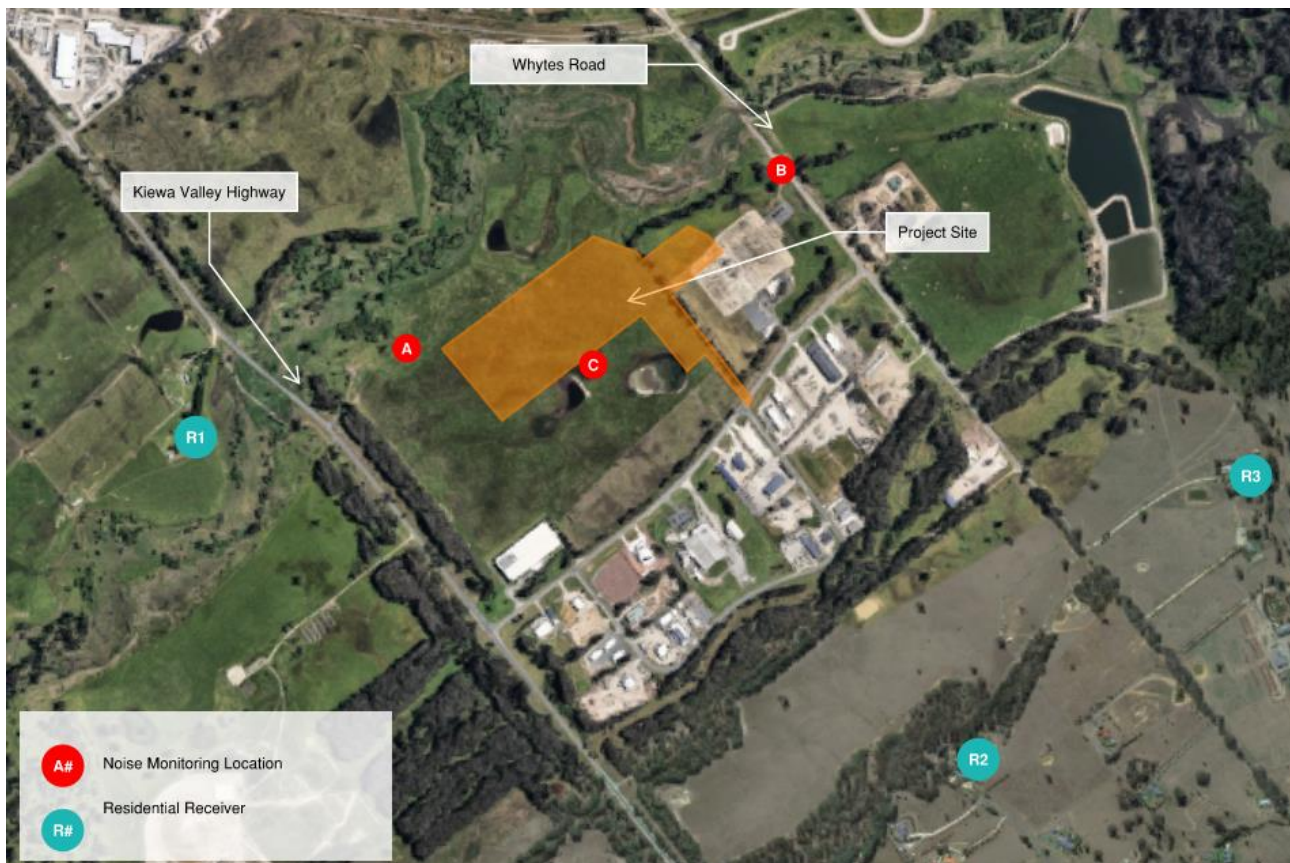 Whytes Road
B
Kiewa Valley Highway
Project Site
A
C
R1
R3
R2
A# Noise Monitoring Location
Residential Receiver
R#